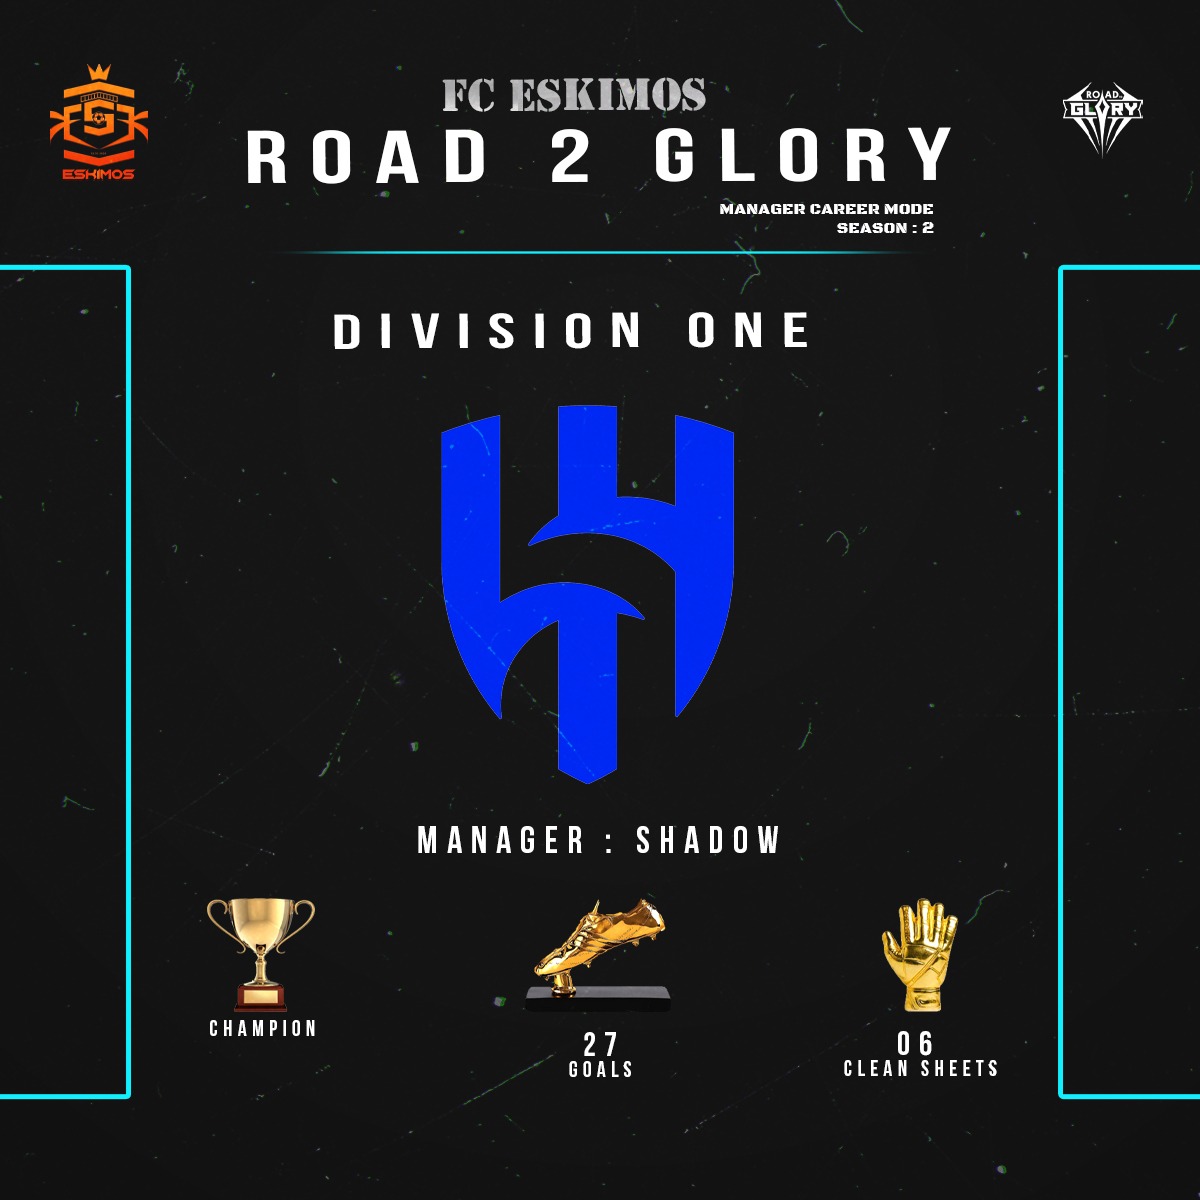 FC ESKIMOS
ROAD 2 GLORY
MANAGER CAREER MODE
SEASON : 2
ESKIMOS
ROAD
GLORY
DIVISION ONE
MANAGER : SHADOW
CHAMPION
27
GOALS
06
CLEAN SHEETS